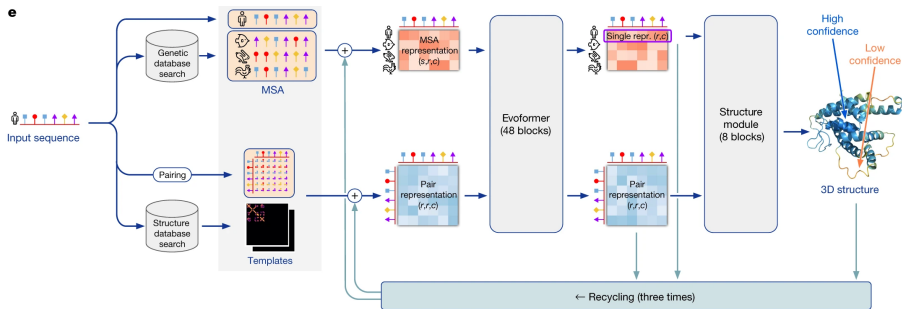 e
Genetic
database
search
MSA
Input sequence
Pairing
Structure
database
search
Templates
+
+
MSA
representation
(s,r,c)
Pair
representation
(r,r,c)
Evoformer
(48 blocks)
Single repr. (r,c)
Pair
representation
(r,r,c)
Structure
module
(8 blocks)
High
confidence
Low
confidence
3D structure
← Recycling (three times)